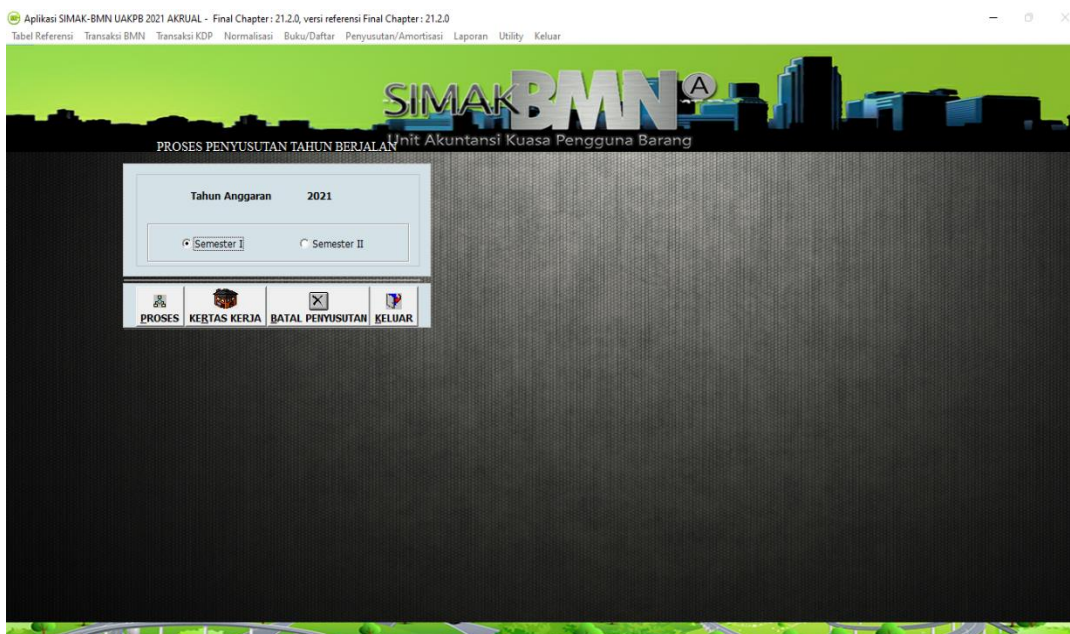 Aplikasi SIMAK-BMN UAKPB 2021 AKRUAL - Final Chapter : 21.2.0, versi referensi Final Chapter : 21.2.0
Tabel Referensi Transaksi BMN Transaksi KDP Normalisasi Buku/Daftar Penyusutan/Amortisasi Laporan Utility Keluar
SIMAK BMN A
Unit Akuntansi Kuasa Pengguna Barang
PROSES PENYUSUTAN TAHUN BERJALAN
Tahun Anggaran 2021
Semester I Semester II
PROSES KERTAS KERJA BATAL PENYUSUTAN KELUAR